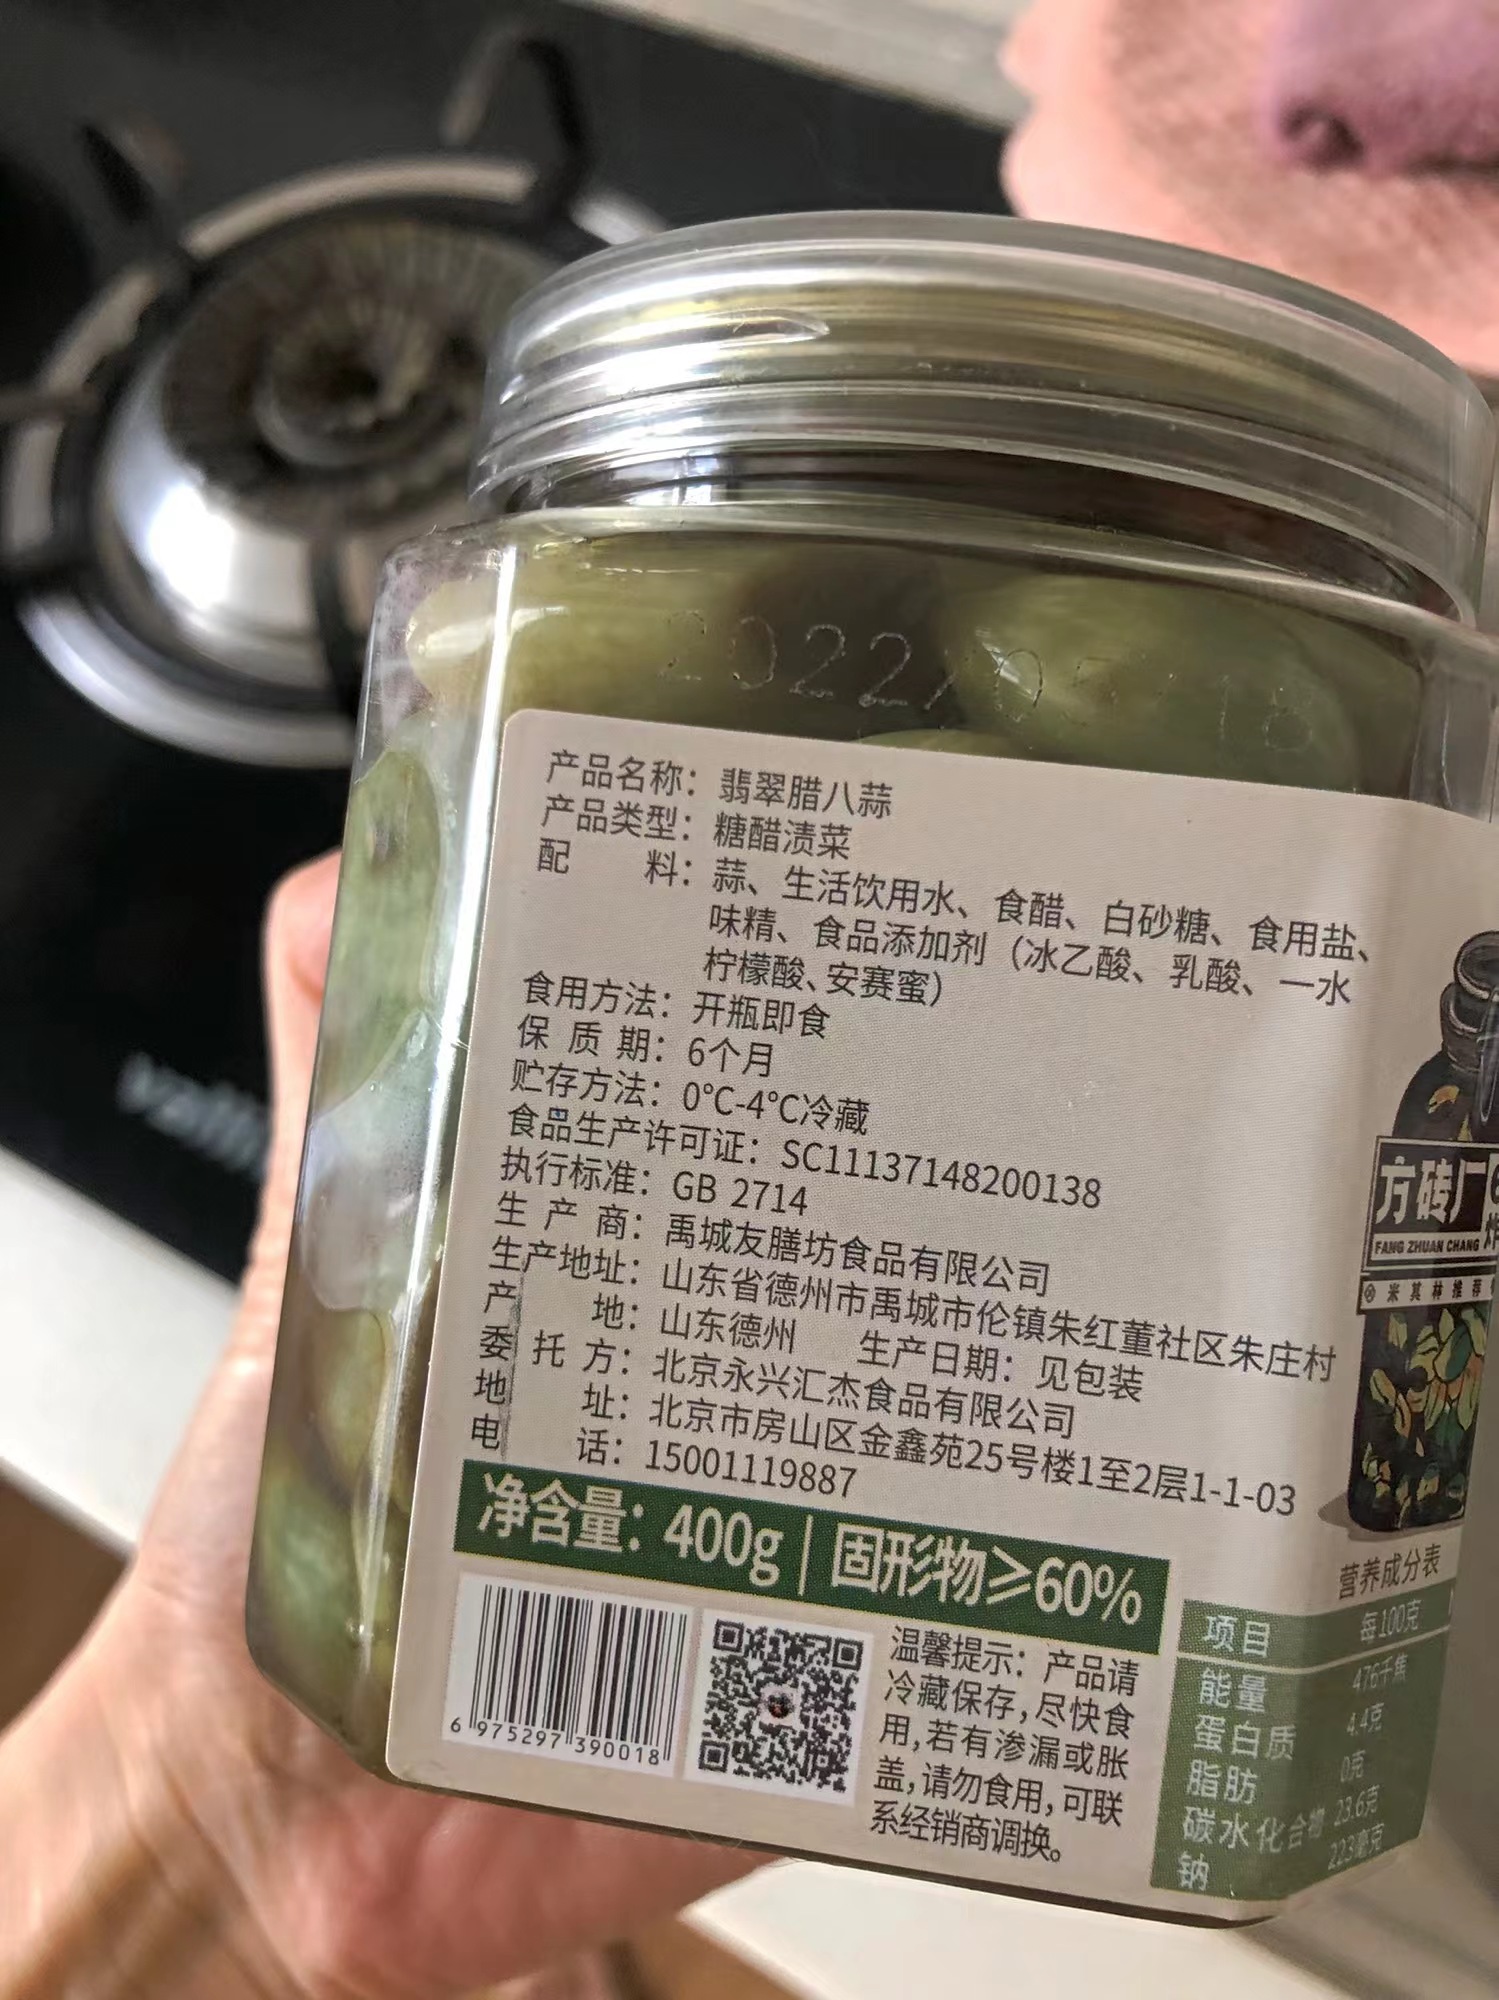 产品名称：翡翠腊八蒜
产品类型：糖醋渍菜
配 料：蒜、生活饮用水、食醋、白砂糖、食用盐、
味精、食品添加剂（冰乙酸、乳酸、一水
柠檬酸、安赛蜜）
食用方法：开瓶即食
保 质 期：6个月
贮存方法：0℃-4℃冷藏
食品生产许可证：SC11137148200138
执行标准：GB 2714
生 产 商：禹城友膳坊食品有限公司
生产地址：山东省德州市禹城市伦镇朱红董社区朱庄村
产 地：山东德州 生产日期：见包装
委 托 方：北京永兴汇杰食品有限公司
地 址：北京市房山区金鑫苑25号楼1至2层1-1-03
电 话：15001119887
净含量：400g | 固形物≥60%
6 975297 390018
温馨提示：产品请
冷藏保存，尽快食
用，若有渗漏或胀
盖，请勿食用，可联
系经销商调换。
方砖厂
FANG ZHUAN CHANG
米其林推荐
营养成分表
项目 每100克
能量 476千焦
蛋白质 4.4克
脂肪 0克
碳水化合物 23.6克
钠 223毫克